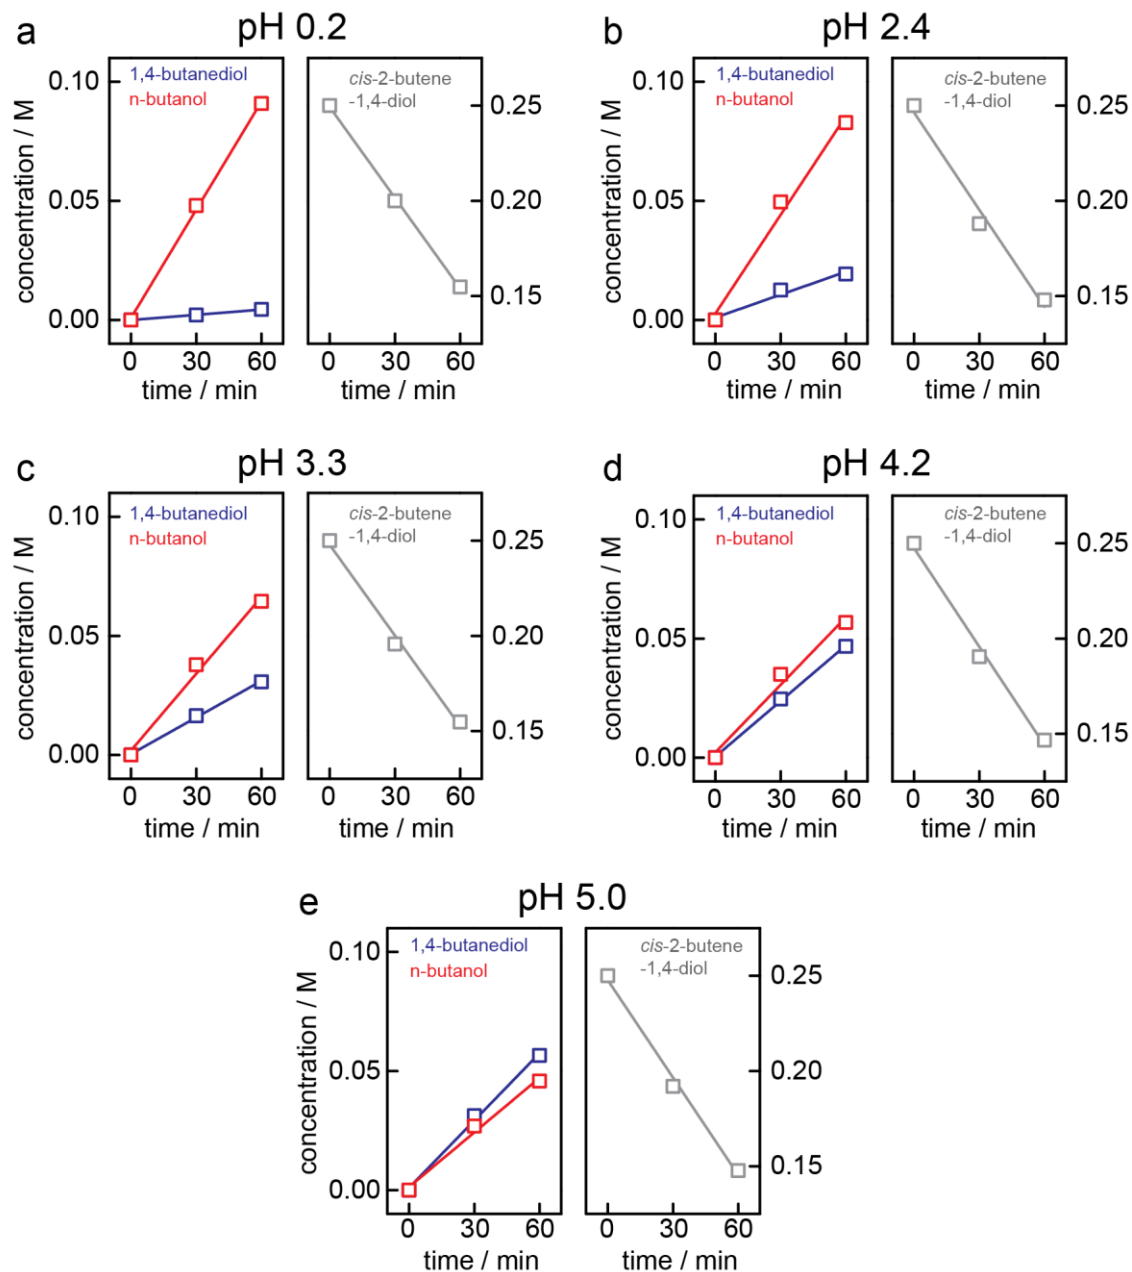 a
pH 0.2
1,4-butanediol
n-butanol
cis-2-butene
-1,4-diol
0.10
0.05
0.00
0.25
0.20
0.15
concentration / M
0 30 60
0 30 60
time / min
time / min
b
pH 2.4
1,4-butanediol
n-butanol
cis-2-butene
-1,4-diol
0.10
0.05
0.00
0.25
0.20
0.15
concentration / M
0 30 60
0 30 60
time / min
time / min
c
pH 3.3
1,4-butanediol
n-butanol
cis-2-butene
-1,4-diol
0.10
0.05
0.00
0.25
0.20
0.15
concentration / M
0 30 60
0 30 60
time / min
time / min
d
pH 4.2
1,4-butanediol
n-butanol
cis-2-butene
-1,4-diol
0.10
0.05
0.00
0.25
0.20
0.15
concentration / M
0 30 60
0 30 60
time / min
time / min
e
pH 5.0
1,4-butanediol
n-butanol
cis-2-butene
-1,4-diol
0.10
0.05
0.00
0.25
0.20
0.15
concentration / M
0 30 60
0 30 60
time / min
time / min